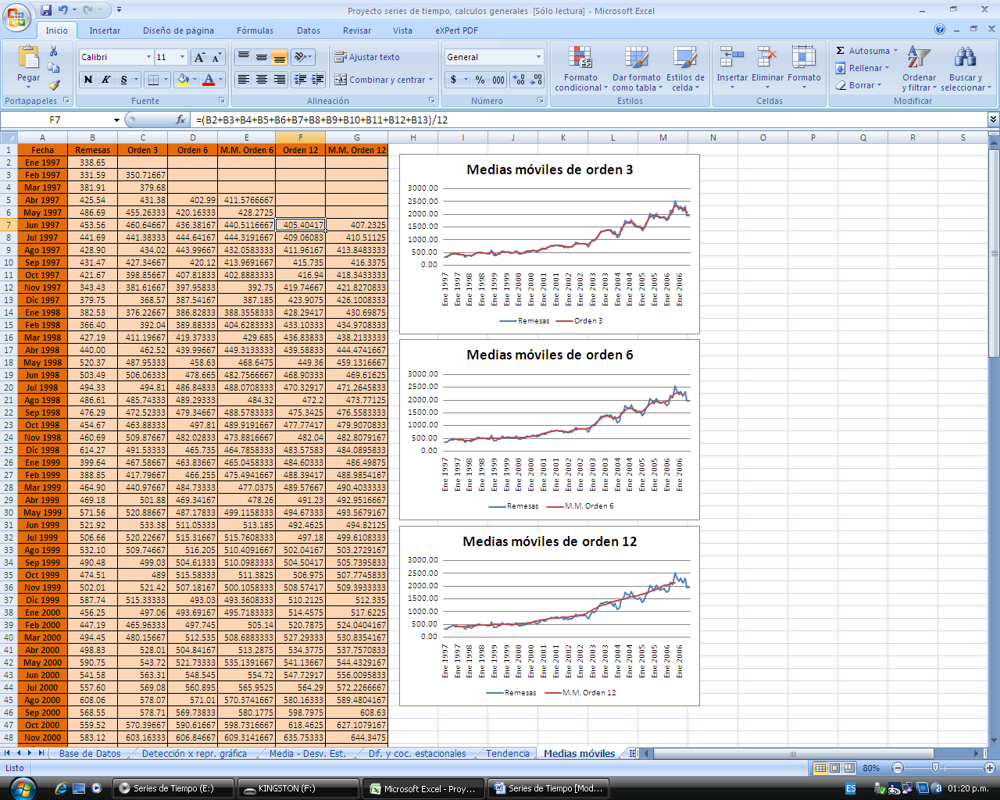 Proyecto series de tiempo, calculos generales [Sólo lectura] - Microsoft Excel
Inicio Insertar Diseño de página Fórmulas Datos Revisar Vista eXpert PDF
Pegar
Portapapeles
Calibri 11
N K S
Fuente
Ajustar texto
Combinar y centrar
Alineación
General
$ % 000
Número
Formato condicional
Dar formato como tabla
Estilos de celda
Estilos
Insertar Eliminar Formato
Celdas
Autosuma
Rellenar
Borrar
Ordenar y filtrar
Buscar y seleccionar
Modificar
F7 fx =(B2+B3+B4+B5+B6+B7+B8+B9+B10+B11+B12+B13)/12
A B C D E F G H I J K L M N O P Q R S
1 Fecha Remesas Orden 3 Orden 6 M.M. Orden 6 Orden 12 M.M. Orden 12
2 Ene 1997 338.65
3 Feb 1997 331.59 350.71667
4 Mar 1997 381.91 379.68
5 Abr 1997 425.54 431.38 402.99 411.5766667
6 May 1997 486.69 455.26333 420.16333 428.2725
7 Jun 1997 453.56 460.64667 436.38167 440.5116667 405.40417 407.2325
8 Jul 1997 441.69 441.38333 444.64167 444.3191667 409.06083 410.51125
9 Ago 1997 428.90 434.02 443.99667 432.0583333 411.96167 413.8483333
10 Sep 1997 431.47 427.34667 420.12 413.9691667 415.735 416.3375
11 Oct 1997 421.67 398.85667 407.81833 402.8883333 416.94 418.3433333
12 Nov 1997 343.43 381.61667 397.95833 392.75 419.74667 421.8270833
13 Dic 1997 379.75 368.57 387.54167 387.185 423.9075 426.1008333
14 Ene 1998 382.53 376.22667 386.82833 388.3558333 428.29417 430.69875
15 Feb 1998 366.40 392.04 389.88333 404.6283333 433.10333 434.9708333
16 Mar 1998 427.19 411.19667 419.37333 429.685 436.83833 438.2133333
17 Abr 1998 440.00 462.52 439.99667 449.3133333 439.58833 444.4741667
18 May 1998 520.37 487.95333 458.63 468.6475 449.36 459.1316667
19 Jun 1998 503.49 506.06333 478.665 482.7566667 468.90333 469.61625
20 Jul 1998 494.33 494.81 486.84833 488.0708333 470.32917 471.2645833
21 Ago 1998 486.61 485.74333 489.29333 484.32 472.2 473.77125
22 Sep 1998 476.29 472.52333 479.34667 488.5783333 475.3425 476.5583333
23 Oct 1998 454.67 463.88333 497.81 489.9191667 477.77417 479.9070833
24 Nov 1998 460.69 509.87667 482.02833 473.8816667 482.04 482.8079167
25 Dic 1998 614.27 491.53333 465.735 464.7858333 483.57583 484.0895833
26 Ene 1999 399.64 467.58667 463.83667 465.0458333 484.60333 486.49875
27 Feb 1999 388.85 417.79667 466.255 475.4941667 488.39417 488.9854167
28 Mar 1999 464.90 440.97667 484.73333 477.0375 489.57667 490.4033333
29 Abr 1999 469.18 501.88 469.34167 478.26 491.23 492.9516667
30 May 1999 571.56 520.88667 487.17833 499.1158333 494.67333 493.5679167
31 Jun 1999 521.92 533.38 511.05333 513.185 492.4625 494.82125
32 Jul 1999 506.66 520.22667 515.31667 515.7608333 497.18 499.6108333
33 Ago 1999 532.10 509.74667 516.205 510.4091667 502.04167 503.2729167
34 Sep 1999 490.48 499.03 504.61333 510.0983333 504.50417 505.7395833
35 Oct 1999 474.51 489 515.58333 511.3825 506.975 507.7745833
36 Nov 1999 502.01 521.42 507.18167 500.1058333 508.57417 509.3933333
37 Dic 1999 587.74 515.33333 493.03 493.3608333 510.2125 512.335
38 Ene 2000 456.25 497.06 493.69167 495.7183333 514.4575 517.6225
39 Feb 2000 447.19 465.96333 497.745 505.14 520.7875 524.0404167
40 Mar 2000 494.45 480.15667 512.535 508.6883333 527.29333 530.8354167
41 Abr 2000 498.83 528.01 504.84167 513.2875 534.3775 537.7570833
42 May 2000 590.75 543.72 521.73333 535.1391667 541.13667 544.4329167
43 Jun 2000 541.58 563.31 548.545 554.72 547.72917 556.0095833
44 Jul 2000 557.60 569.08 560.895 565.9525 564.29 572.2266667
45 Ago 2000 608.06 578.07 571.01 570.3741667 580.16333 589.4804167
46 Sep 2000 568.55 578.71 569.73833 580.1775 598.7975 608.63
47 Oct 2000 559.52 570.39667 590.61667 598.7316667 618.4625 627.1079167
48 Nov 2000 583.12 603.16333 606.84667 609.3141667 635.75333 644.3475
Medias móviles de orden 3
3000.00
2500.00
2000.00
1500.00
1000.00
500.00
0.00
Ene 1997 Ene 1997 Ene 1998 Ene 1998 Ene 1999 Ene 1999 Ene 2000 Ene 2000 Ene 2001 Ene 2001 Ene 2002 Ene 2002 Ene 2003 Ene 2003 Ene 2004 Ene 2004 Ene 2005 Ene 2005 Ene 2006 Ene 2006
Remesas Orden 3
Medias móviles de orden 6
3000.00
2500.00
2000.00
1500.00
1000.00
500.00
0.00
Ene 1997 Ene 1997 Ene 1998 Ene 1998 Ene 1999 Ene 1999 Ene 2000 Ene 2000 Ene 2001 Ene 2001 Ene 2002 Ene 2002 Ene 2003 Ene 2003 Ene 2004 Ene 2004 Ene 2005 Ene 2005 Ene 2006 Ene 2006
Remesas M.M. Orden 6
Medias móviles de orden 12
3000.00
2500.00
2000.00
1500.00
1000.00
500.00
0.00
Ene 1997 Ene 1997 Ene 1998 Ene 1998 Ene 1999 Ene 1999 Ene 2000 Ene 2000 Ene 2001 Ene 2001 Ene 2002 Ene 2002 Ene 2003 Ene 2003 Ene 2004 Ene 2004 Ene 2005 Ene 2005 Ene 2006 Ene 2006
Remesas M.M. Orden 12
Base de Datos Detección x repr. gráfica Media - Desv. Est. Dif. y coc. estacionales Tendencia Medias móviles
Listo 80%
Series de Tiempo (E:) KINGSTON (F:) Microsoft Excel - Proy... Series de Tiempo [Mod... ES 01:20 p.m.